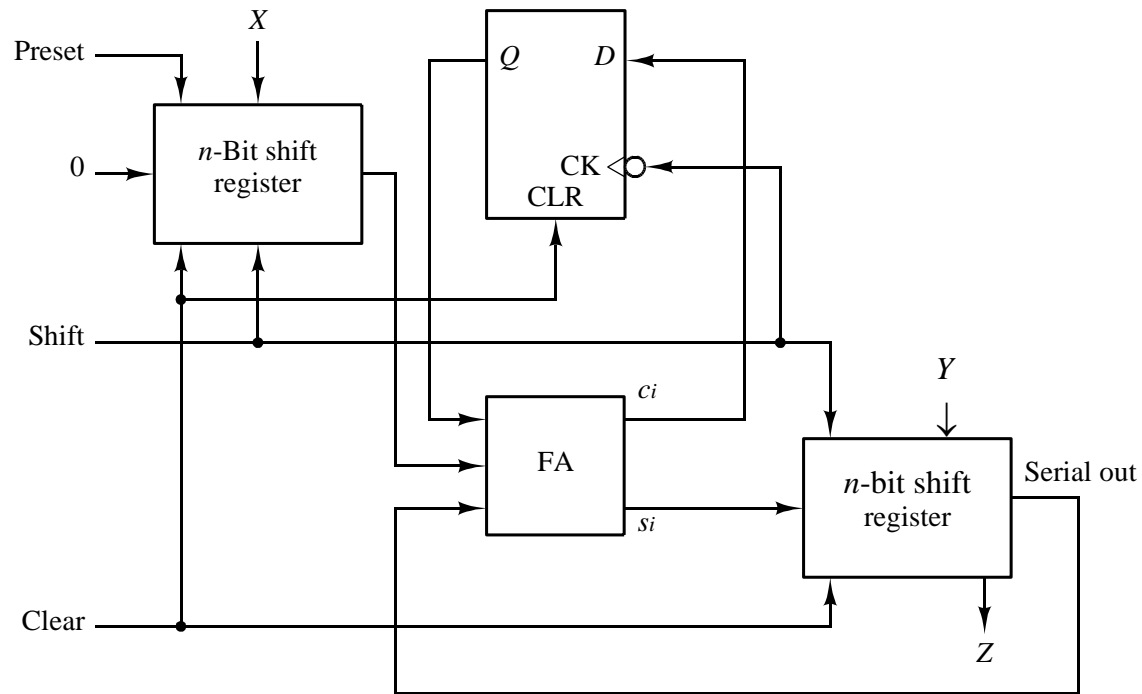 X
Preset
Q
D
n-Bit shift
register
0
CK
CLR
Shift
Y
ci
FA
Serial out
n-bit shift
register
si
Clear
Z